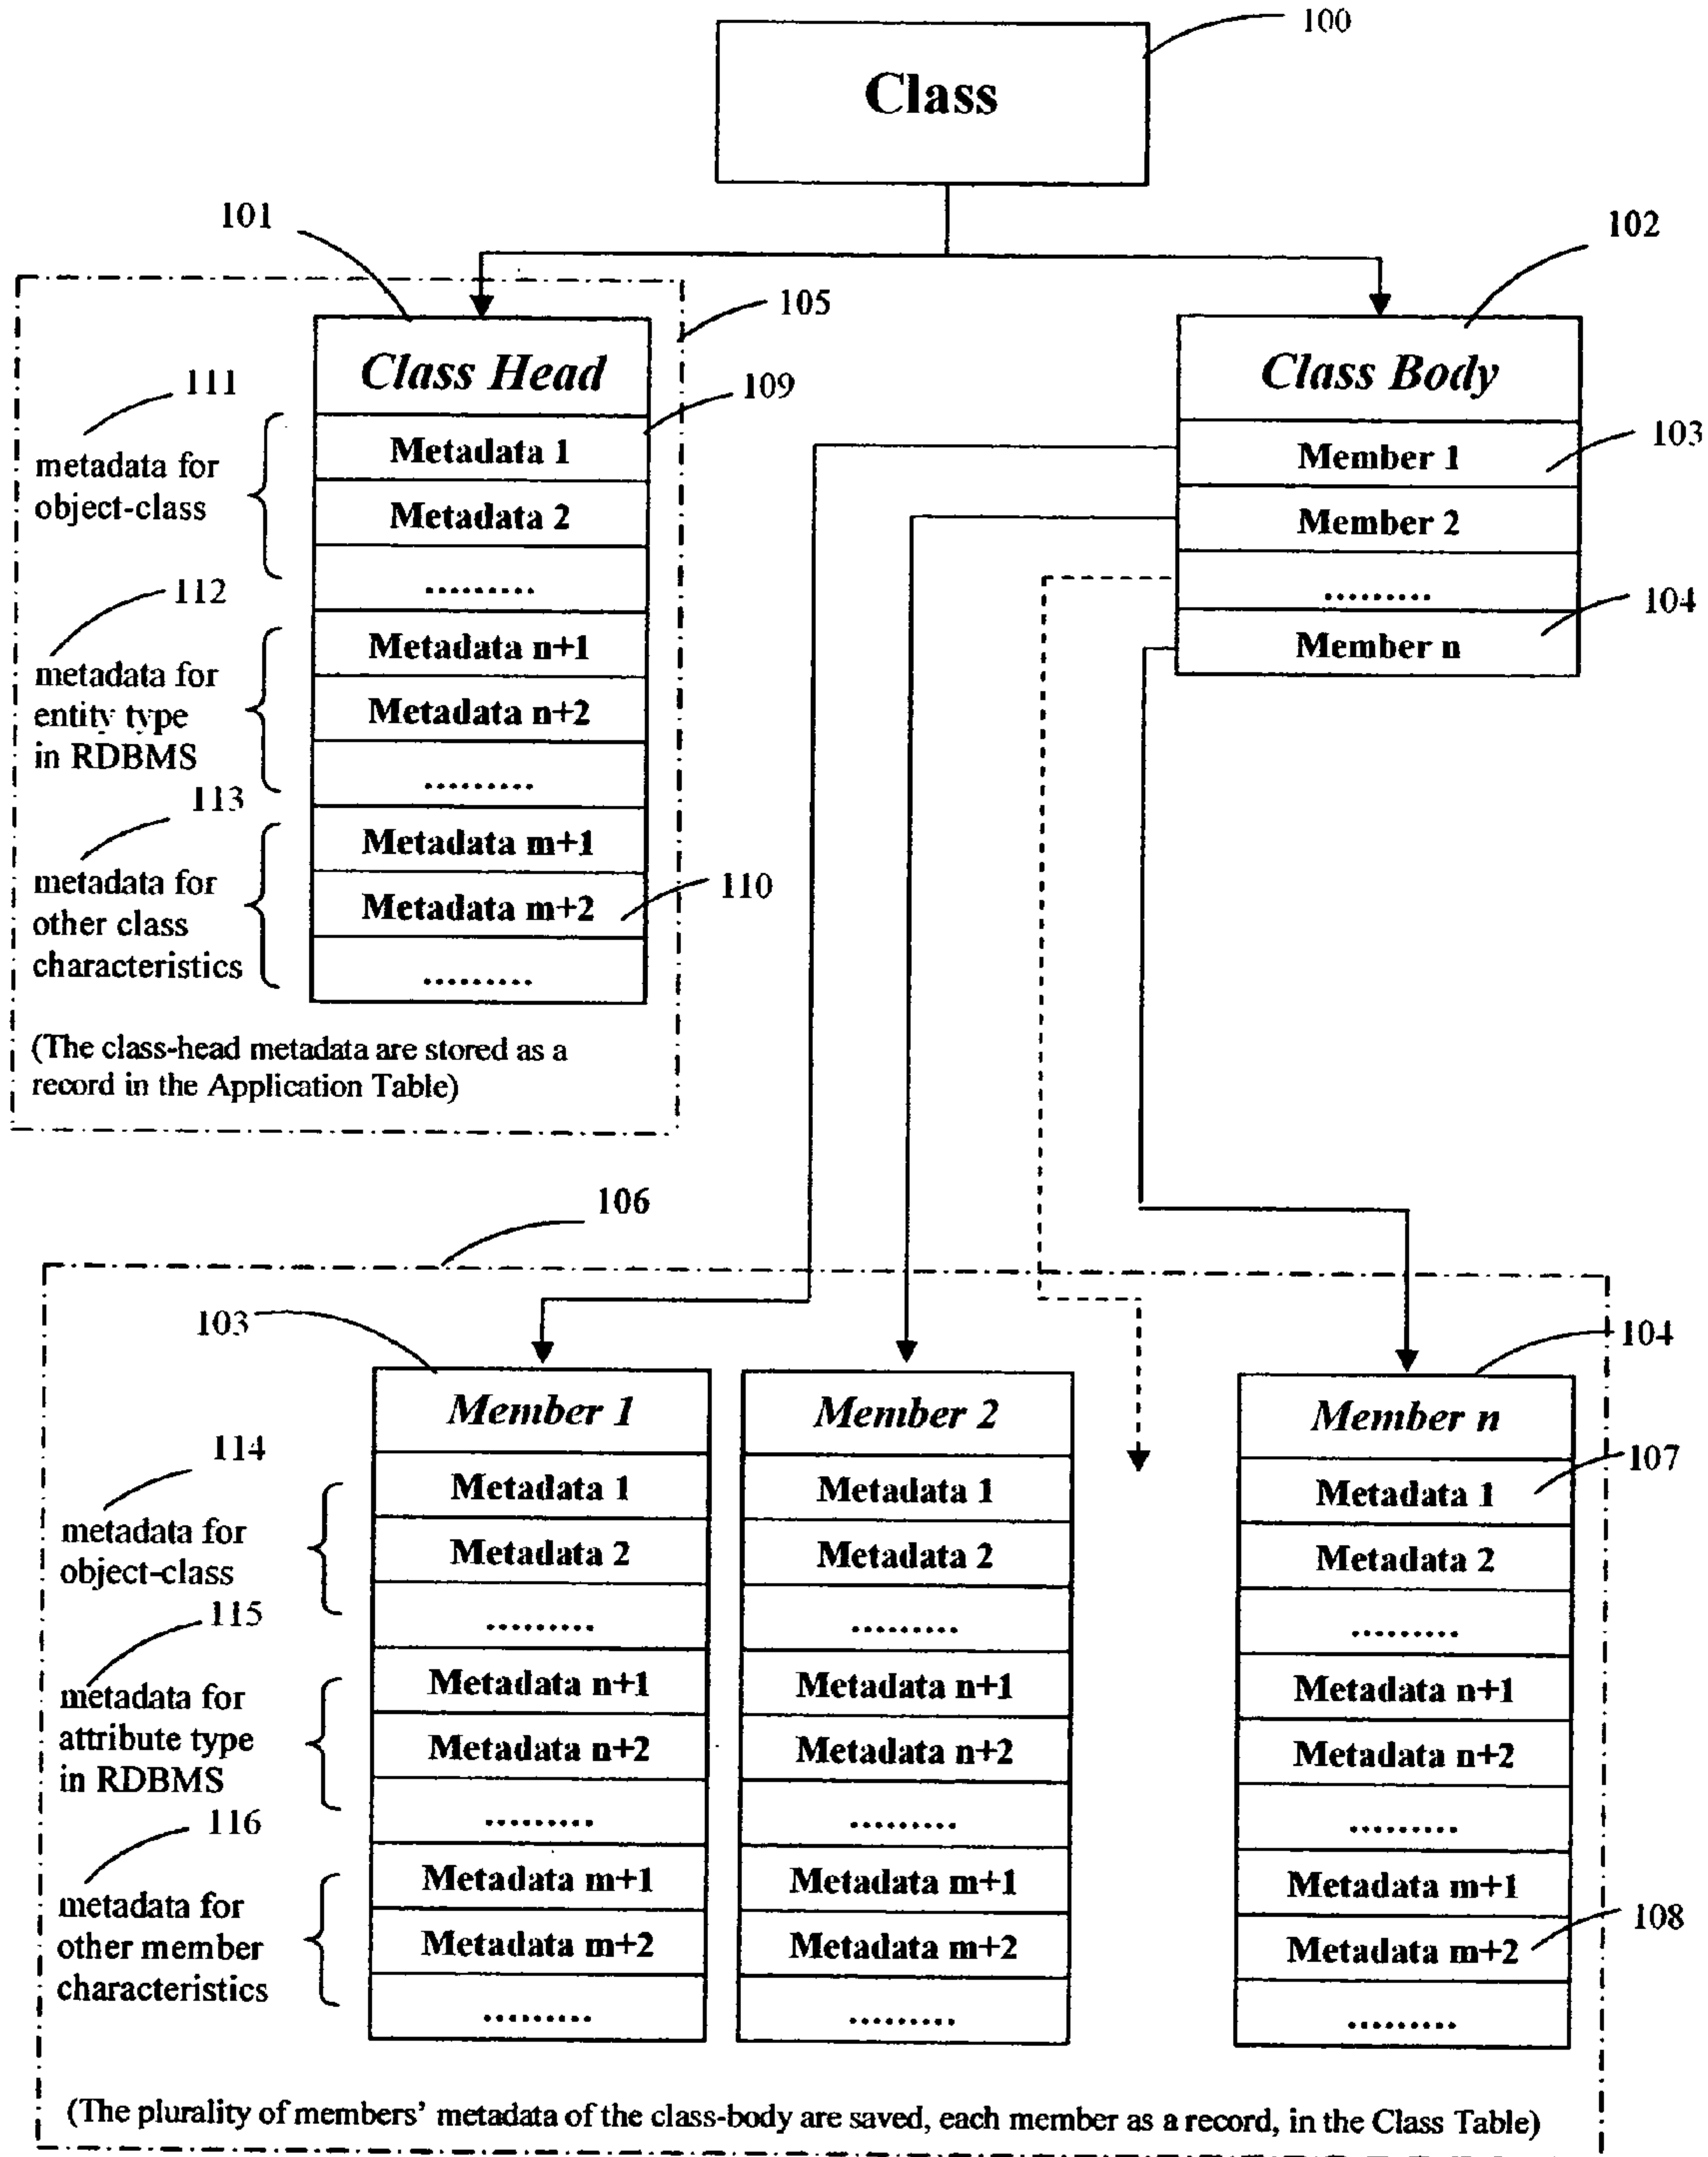 100
Class
101
102
105
Class Head
Class Body
111
109
metadata for
object-class
Metadata 1
Metadata 2
.........
103
Member 1
Member 2
.........
104
Member n
112
metadata for
entity type
in RDBMS
Metadata n+1
Metadata n+2
.........
113
metadata for
other class
characteristics
Metadata m+1
110
Metadata m+2
.........
(The class-head metadata are stored as a
record in the Application Table)
106
103
104
Member 1
Member 2
Member n
114
107
metadata for
object-class
Metadata 1
Metadata 1
Metadata 1
Metadata 2
Metadata 2
Metadata 2
.........
.........
.........
115
metadata for
attribute type
in RDBMS
Metadata n+1
Metadata n+1
Metadata n+1
Metadata n+2
Metadata n+2
Metadata n+2
.........
.........
.........
116
metadata for
other member
characteristics
Metadata m+1
Metadata m+1
Metadata m+1
108
Metadata m+2
Metadata m+2
Metadata m+2
.........
.........
.........
(The plurality of members’ metadata of the class-body are saved, each member as a record, in the Class Table)